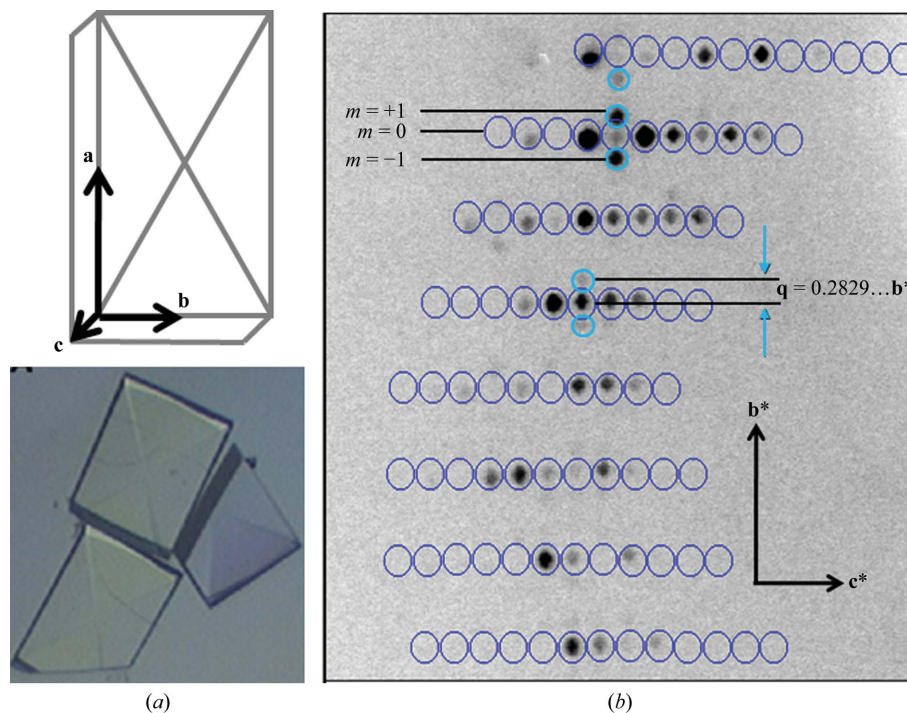 a
b
c
(a)
m = +1
m = 0
m = −1
q = 0.2829…b*
b*
c*
(b)